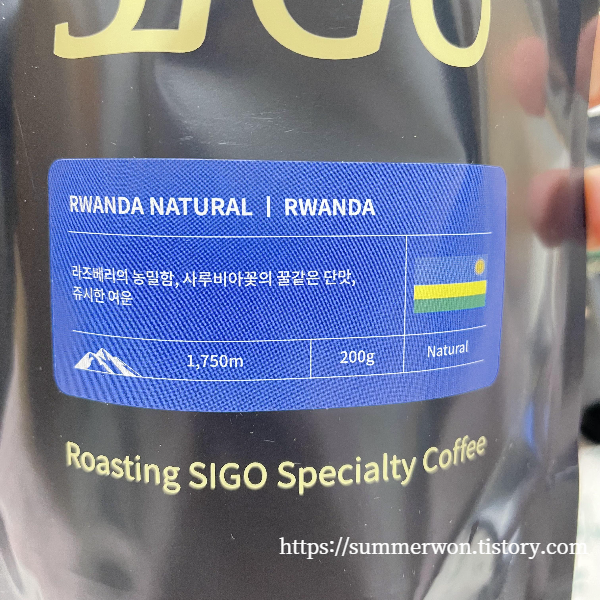 SIGO
RWANDA NATURAL | RWANDA
라즈베리의 농밀함, 사루비아꽃의 꿀같은 단맛,
쥬시한 여운
1,750m
200g
Natural
Roasting SIGO Specialty Coffee
https://summerwon.tistory.com